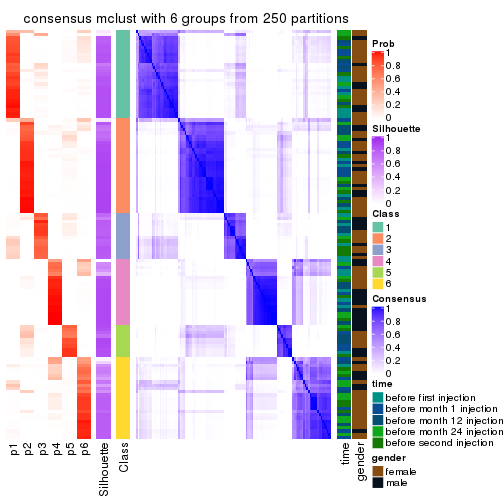 consensus mclust with 6 groups from 250 partitions
Prob
1
0.8
0.6
0.4
0.2
0
Silhouette
1
0.8
0.6
0.4
0.2
0
Class
1
2
3
4
5
6
Consensus
1
0.8
0.6
0.4
0.2
0
time
before first injection
before month 1 injection
before month 12 injection
before month 24 injection
before second injection
gender
female
male
p1
p2
p3
p4
p5
p6
Silhouette
Class
time
gender